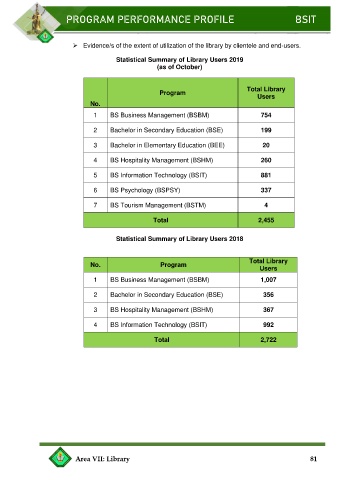 PROGRAM PERFORMANCE PROFILE BSIT
➢ Evidence/s of the extent of utilization of the library by clientele and end-users.
Statistical Summary of Library Users 2019
(as of October)
No. Program Total Library Users
1 BS Business Management (BSBM) 754
2 Bachelor in Secondary Education (BSE) 199
3 Bachelor in Elementary Education (BEE) 20
4 BS Hospitality Management (BSHM) 260
5 BS Information Technology (BSIT) 881
6 BS Psychology (BSPSY) 337
7 BS Tourism Management (BSTM) 4
Total 2,455
Statistical Summary of Library Users 2018
No. Program Total Library Users
1 BS Business Management (BSBM) 1,007
2 Bachelor in Secondary Education (BSE) 356
3 BS Hospitality Management (BSHM) 367
4 BS Information Technology (BSIT) 992
Total 2,722
Area VII: Library 81